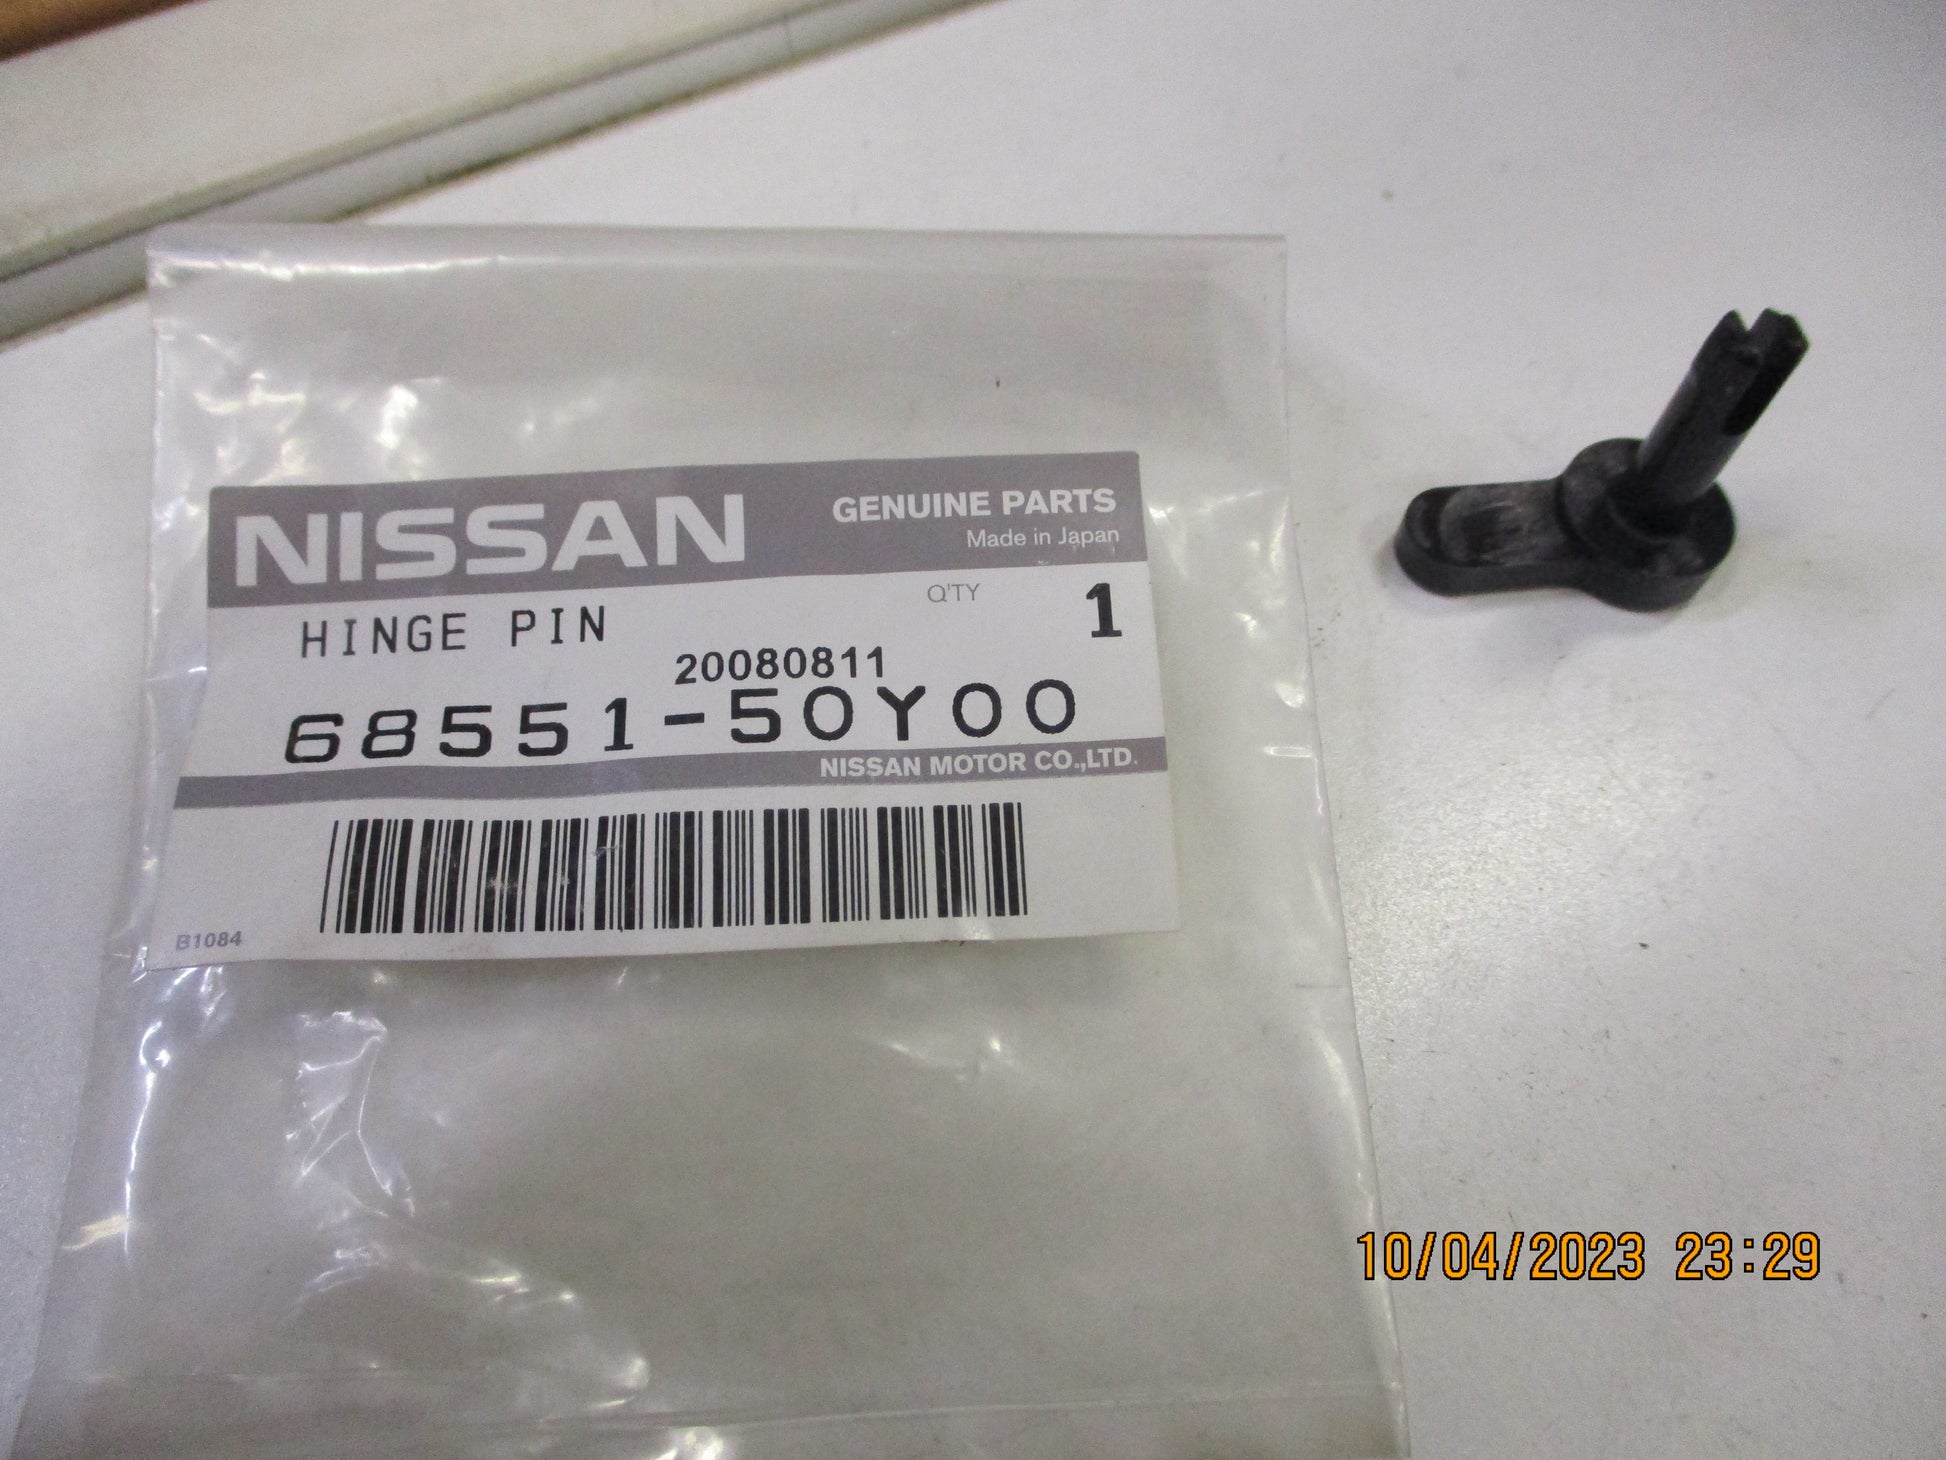 NISSAN
GENUINE PARTS
Made in Japan
Q'TY
HINGE PIN
1
20080811
68551-50Y00
NISSAN MOTOR CO.,LTD.
B1084
10/04/2023 23:29